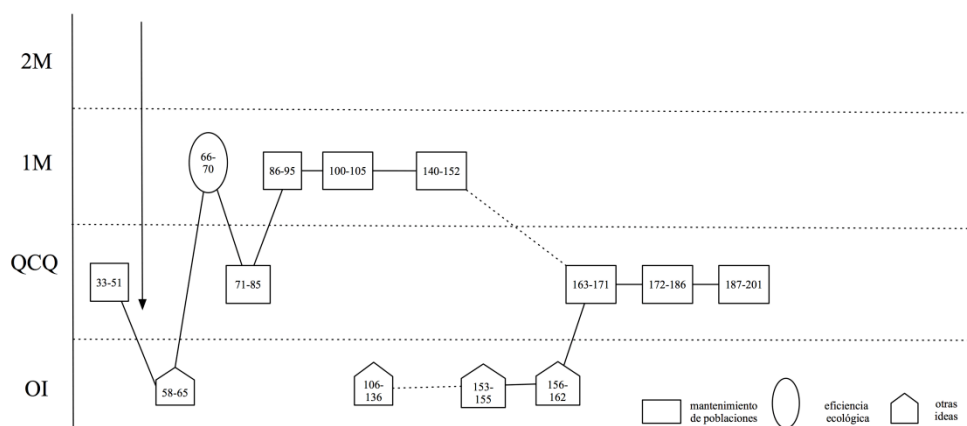 2M
1M
66-
70
86-95
100-105
140-152
QCQ
33-51
71-85
163-171
172-186
187-201
OI
58-65
106-
136
153-
155
156-
162
mantenimiento
de poblaciones
eficiencia
ecológica
otras
ideas